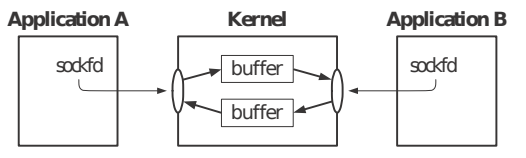 Application A
Kernel
Application B
sockfd
buffer
sockfd
buffer